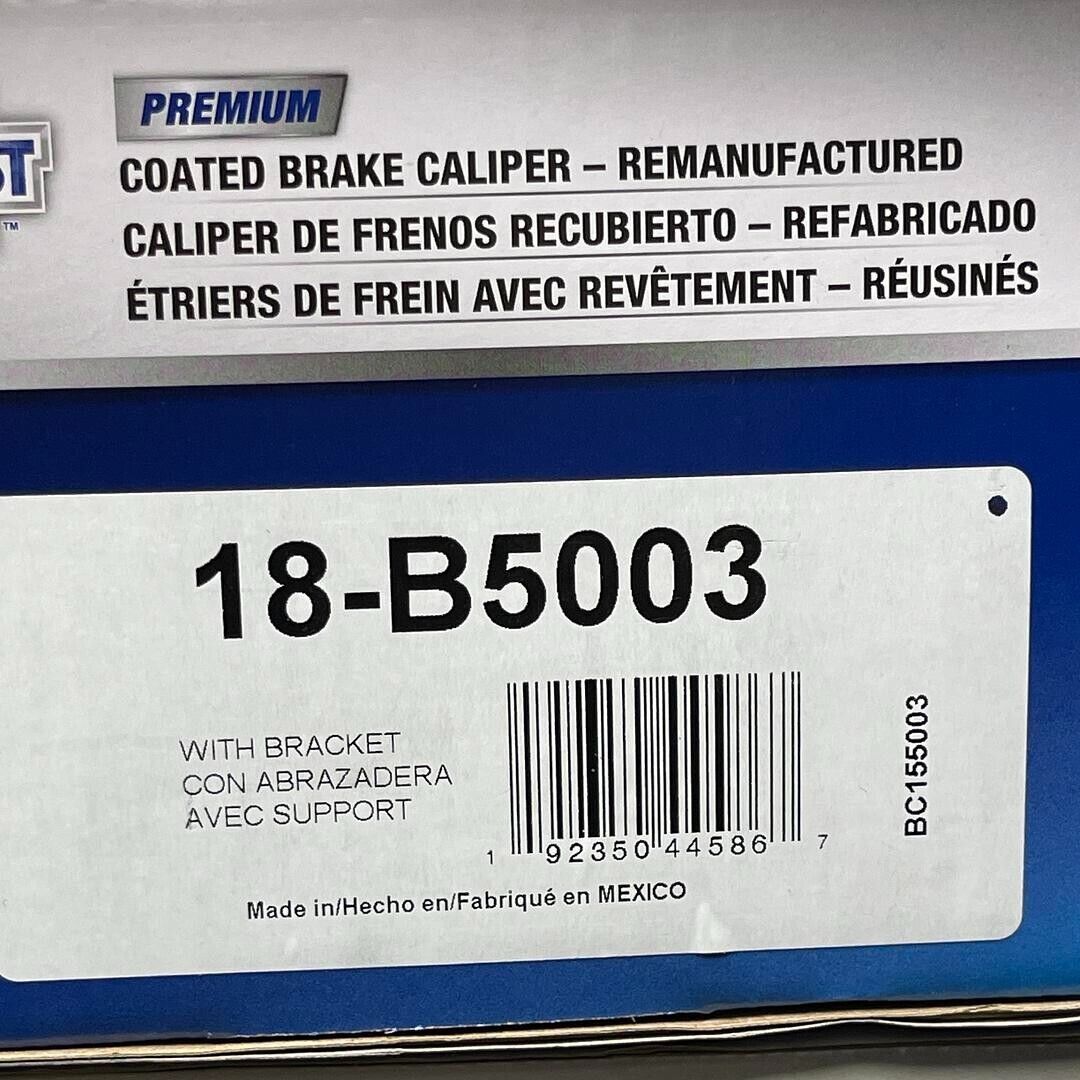 PREMIUM
COATED BRAKE CALIPER – REMANUFACTURED
CALIPER DE FRENOS RECUBIERTO – REFABRICADO
ÉTRIERS DE FREIN AVEC REVÊTEMENT – RÉUSINÉS
TM
18-B5003
WITH BRACKET
CON ABRAZADERA
AVEC SUPPORT
1 92350 44586 7
BC155003
Made in/Hecho en/Fabriqué en MEXICO